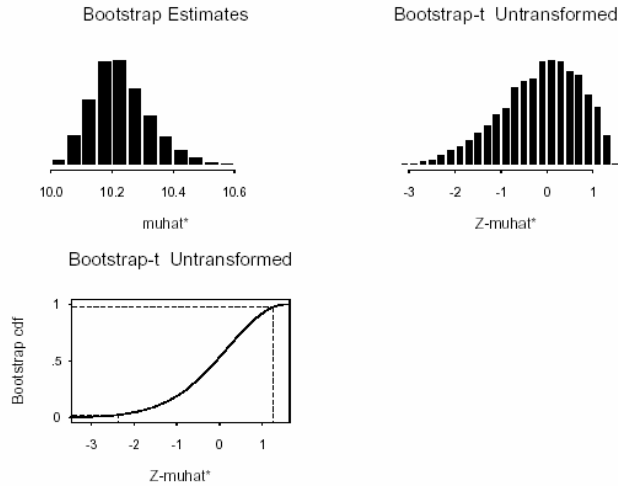 Bootstrap Estimates
10.0 10.2 10.4 10.6
muhat*
Bootstrap-t Untransformed
-3 -2 -1 0 1
Z-muhat*
Bootstrap-t Untransformed
Bootstrap cdf
1
.5
0
-3 -2 -1 0 1
Z-muhat*